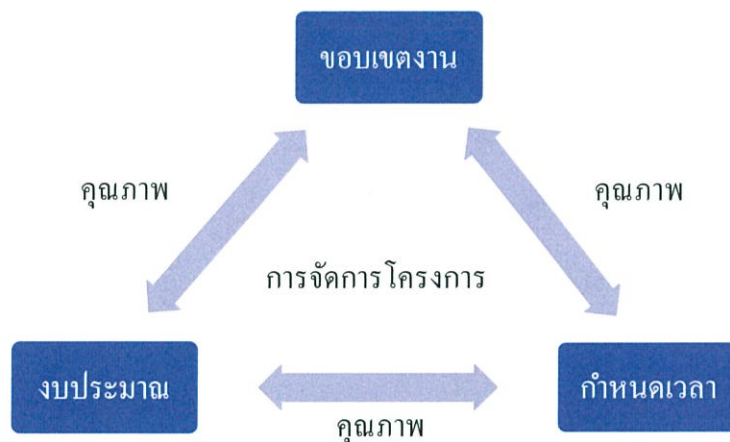 ขอบเขตงาน
คุณภาพ
คุณภาพ
การจัดการโครงการ
งบประมาณ
กำหนดเวลา
คุณภาพ